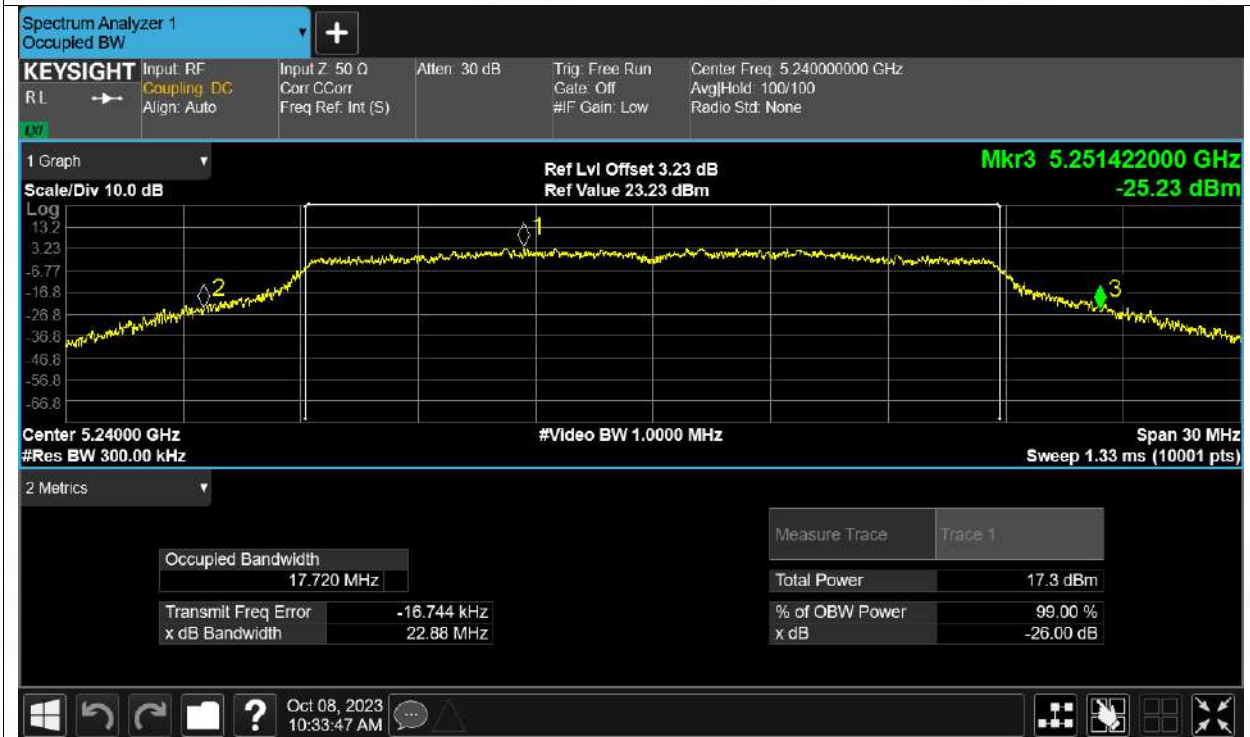 Spectrum Analyzer 1
Occupied BW
+
KEYSIGHT
R L
LXI
Input: RF
Coupling: DC
Align: Auto
Input Z: 50 Ω
Corr CCorr
Freq Ref: Int (S)
Atten: 30 dB
Trig: Free Run
Gate: Off
#IF Gain: Low
Center Freq: 5.240000000 GHz
Avg|Hold: 100/100
Radio Std: None
1 Graph
Scale/Div 10.0 dB
Ref Lvl Offset 3.23 dB
Ref Value 23.23 dBm
Mkr3 5.251422000 GHz
-25.23 dBm
Log
13.2
3.23
-6.77
-16.8
-26.8
-36.8
-46.8
-56.8
-66.8
1
2
3
Center 5.24000 GHz
#Res BW 300.00 kHz
#Video BW 1.0000 MHz
Span 30 MHz
Sweep 1.33 ms (10001 pts)
2 Metrics
Occupied Bandwidth
17.720 MHz
Transmit Freq Error -16.744 kHz
x dB Bandwidth 22.88 MHz
Measure Trace Trace 1
Total Power 17.3 dBm
% of OBW Power 99.00 %
x dB -26.00 dB
?
Oct 08, 2023
10:33:47 AM